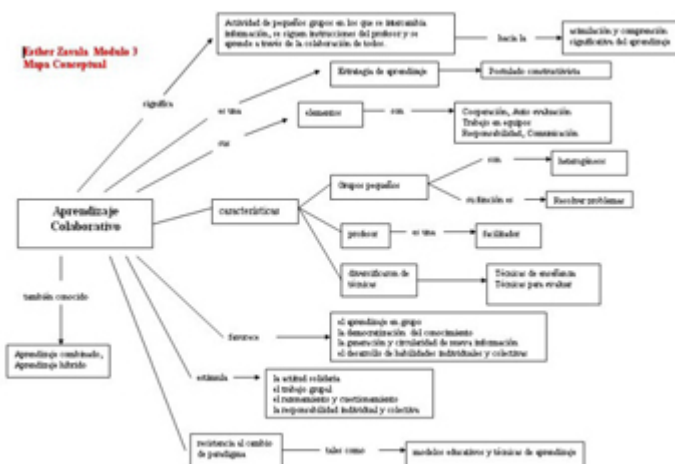 Esther Zavala Modulo 3
Mapa Conceptual
Actividad de pequeños grupos en los que se intercambia
información, se siguen instrucciones del profesor y se
aprende a través de la colaboración de todos.
hacia la
asimilación y comprensión
significativa del aprendizaje
significa
es una
Estrategia de aprendizaje
Postulado constructivista
sus
elementos
con
Cooperación, Auto evaluación
Trabajo en equipo
Responsabilidad, Comunicación
Aprendizaje
Colaborativo
características
Grupos pequeños
son
heterogéneos
su función es
Resolver problemas
profesor
es una
facilitador
diversificación de
técnicas
Técnicas de enseñanza
Técnicas para evaluar
también conocido
Aprendizaje combinado,
Aprendizaje híbrido
favorece
el aprendizaje en grupo
la democratización del conocimiento
la generación y circularidad de nueva información
el desarrollo de habilidades individuales y colectivas
estimula
la actitud solidaria
el trabajo grupal
el razonamiento y cuestionamiento
la responsabilidad individual y colectiva
resistencia al cambio
de paradigma
tales como
modelos educativos y técnicas de aprendizaje